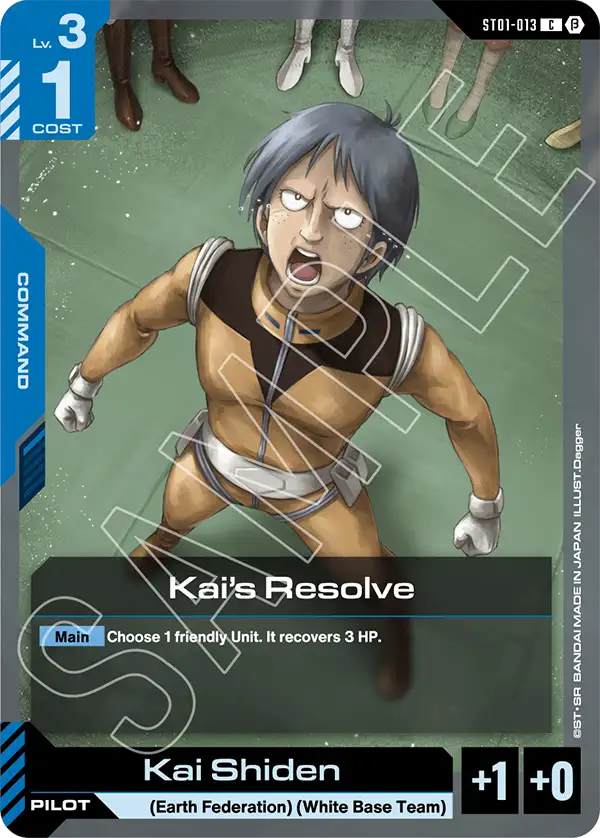 Lv. 3
1
COST
ST01-013 C β
COMMAND
SAMPLE
©ST・SR BANDAI MADE IN JAPAN ILLUST.Dagger
Kai's Resolve
Main Choose 1 friendly Unit. It recovers 3 HP.
Kai Shiden
+1 +0
PILOT (Earth Federation) (White Base Team)